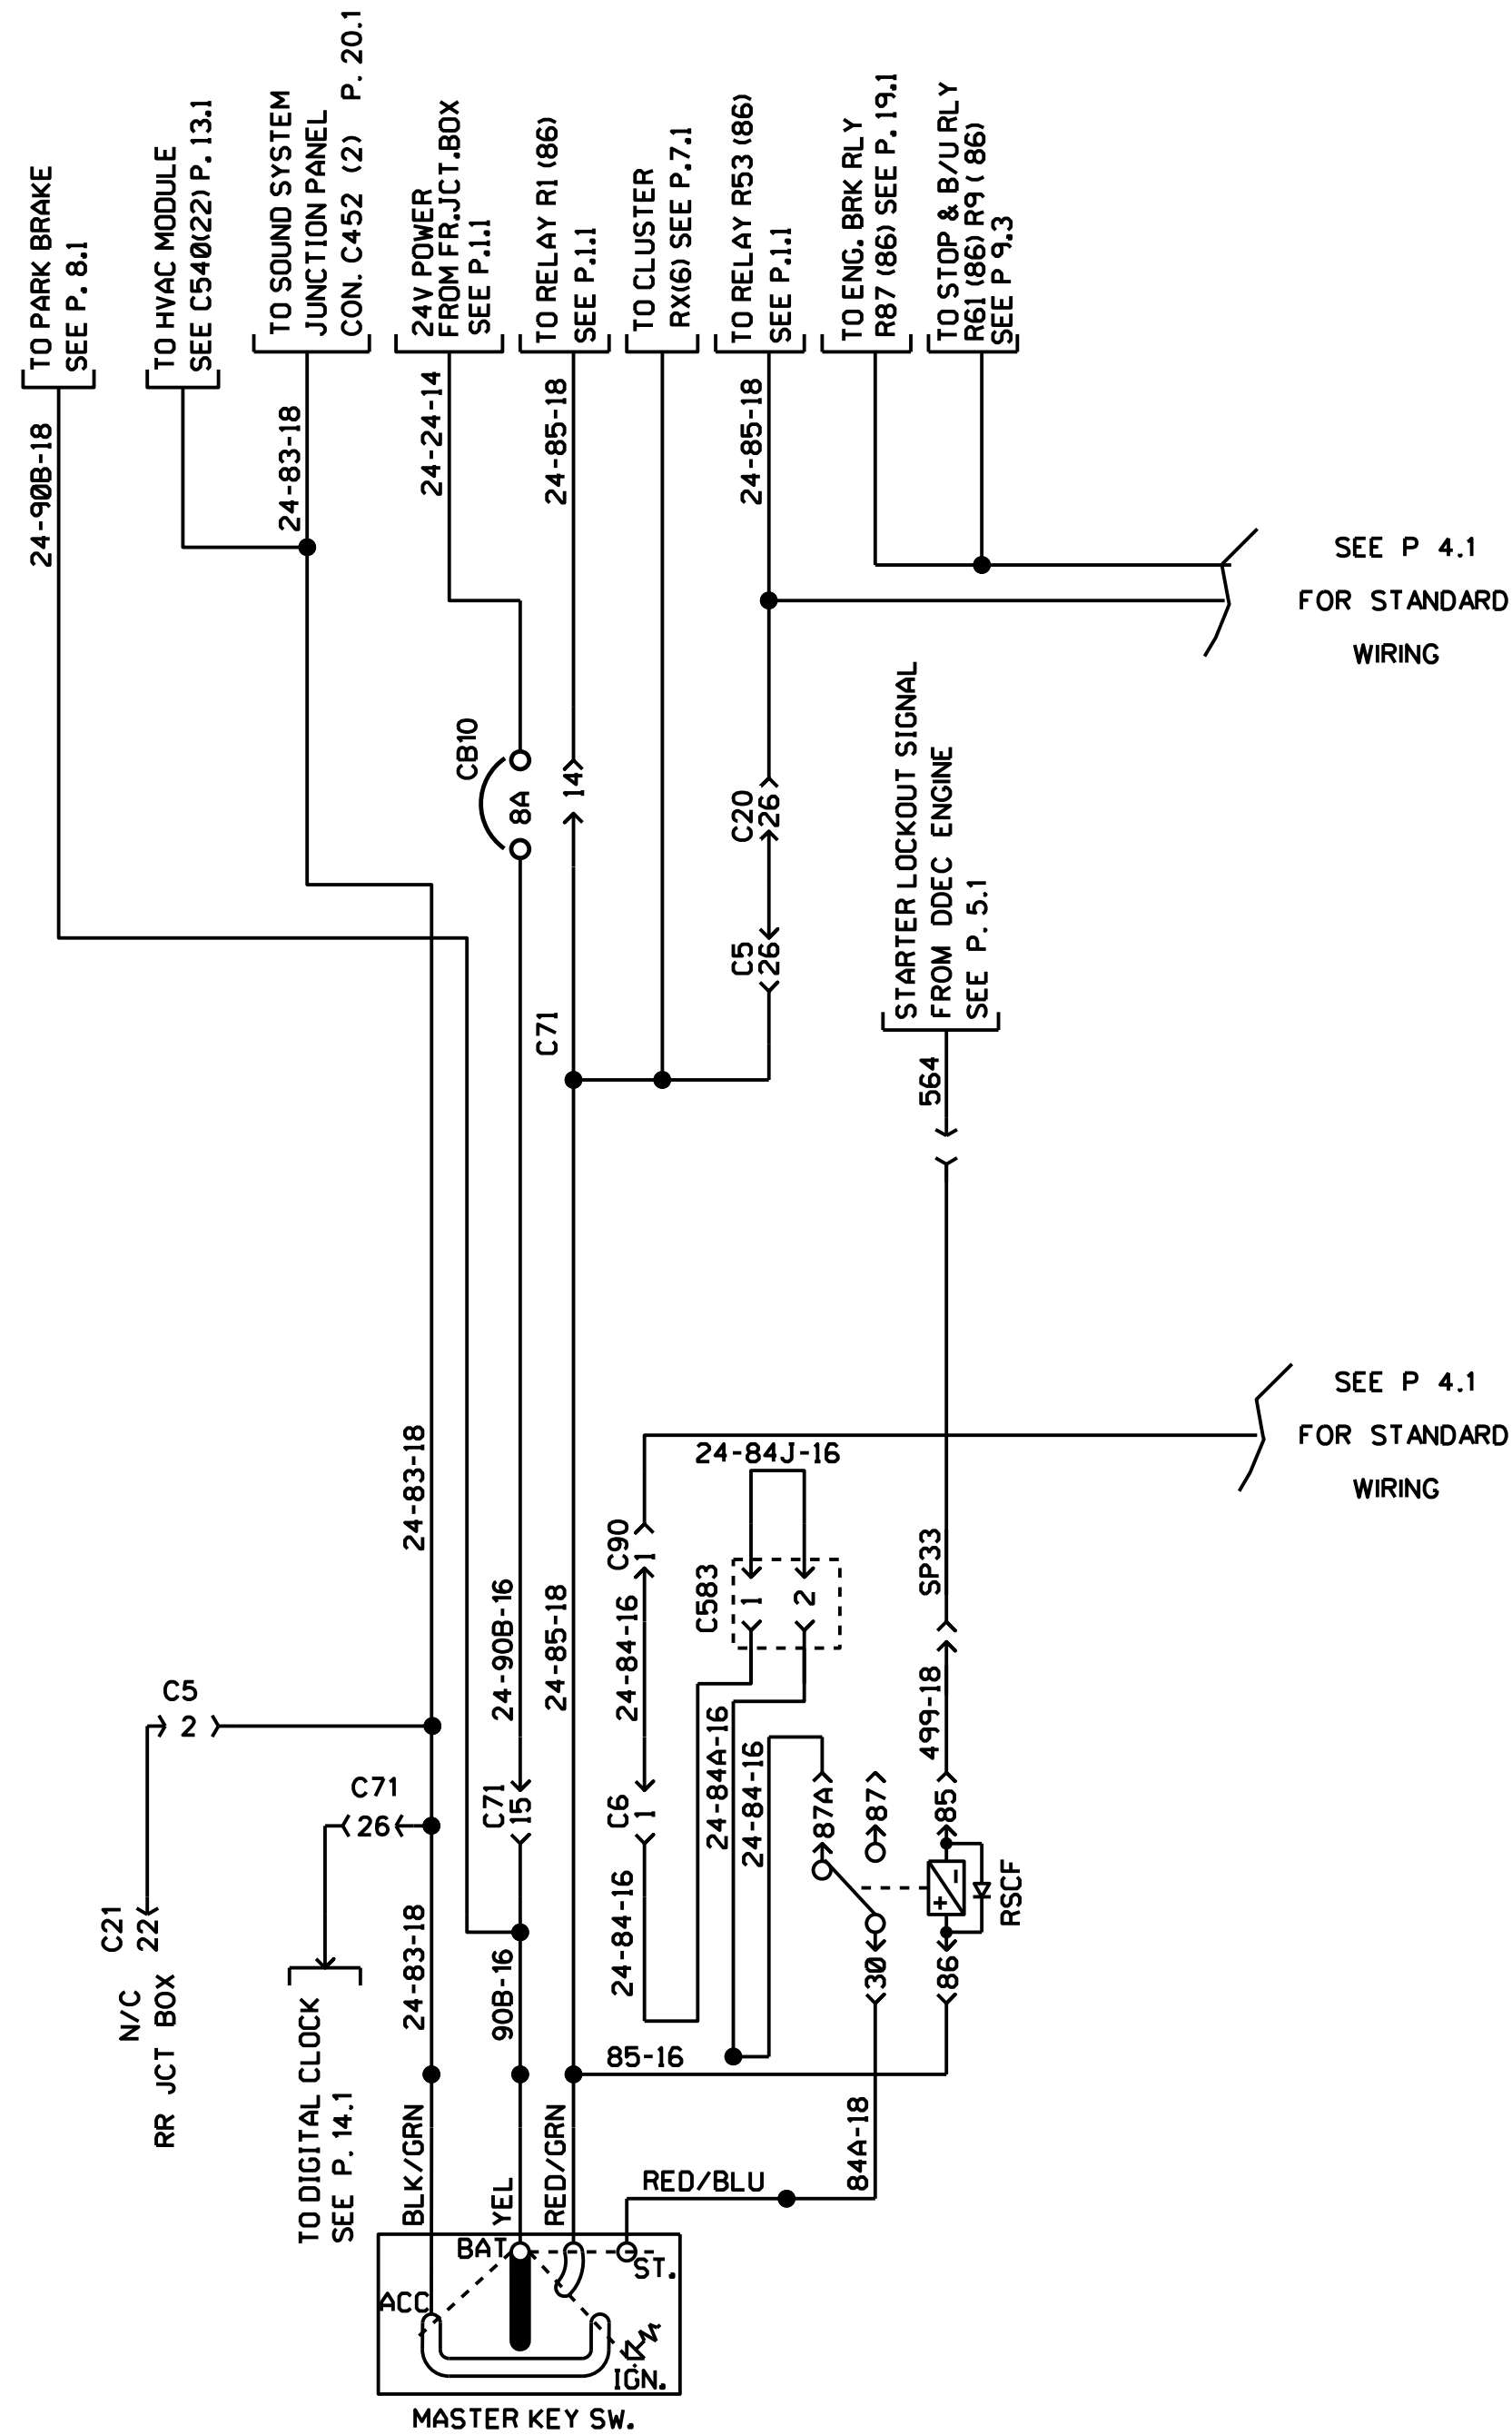 TO PARK BRAKE
SEE P. 8.1
TO HVAC MODULE
SEE C540(22) P. 13.1
TO SOUND SYSTEM
JUNCTION PANEL
CON. C452 (2) P. 20.1
24V POWER
FROM FR.JCT.BOX
SEE P.1.1
TO RELAY R1 (86)
SEE P.1.1
TO CLUSTER
RX(6) SEE P.7.1
TO RELAY R53 (86)
SEE P.1.1
TO ENG. BRK RLY
R87 (86) SEE P. 19.1
TO STOP & B/U RLY
R61 (86) R9 ( 86)
SEE P 9.3
24-90B-18
24-83-18
24-24-14
24-85-18
24-85-18
SEE P 4.1
FOR STANDARD
WIRING
CB10
8A
14
C20
26
C5
26
C71
STARTER LOCKOUT SIGNAL
FROM DDEC ENGINE
SEE P. 5.1
564
SEE P 4.1
FOR STANDARD
WIRING
24-84J-16
24-83-18
24-90B-16
24-85-18
C90
1
24-84-16
C583
1
2
SP33
499-18
C5
2
C71
26
C71
15
C6
1
24-84A-16
24-84-16
87A
87
85
RSCF
C21
22
N/C
RR JCT BOX
24-83-18
90B-16
24-84-16
30
86
+
-
TO DIGITAL CLOCK
SEE P. 14.1
85-16
BLK/GRN
YEL
RED/GRN
84A-18
RED/BLU
BAT
ST.
ACC
IGN.
MASTER KEY SW.